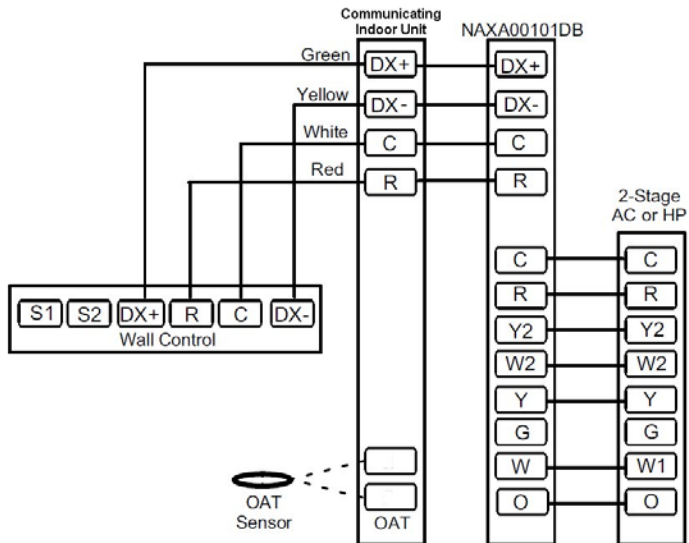 Communicating
Indoor Unit
NAXA00101DB
Green
DX+
DX+
Yellow
DX-
DX-
White
C
C
Red
R
R
2-Stage
AC or HP
C
C
R
R
S1
S2
DX+
R
C
DX-
Wall Control
Y2
Y2
W2
W2
Y
Y
G
G
W
W1
O
O
OAT
Sensor
OAT